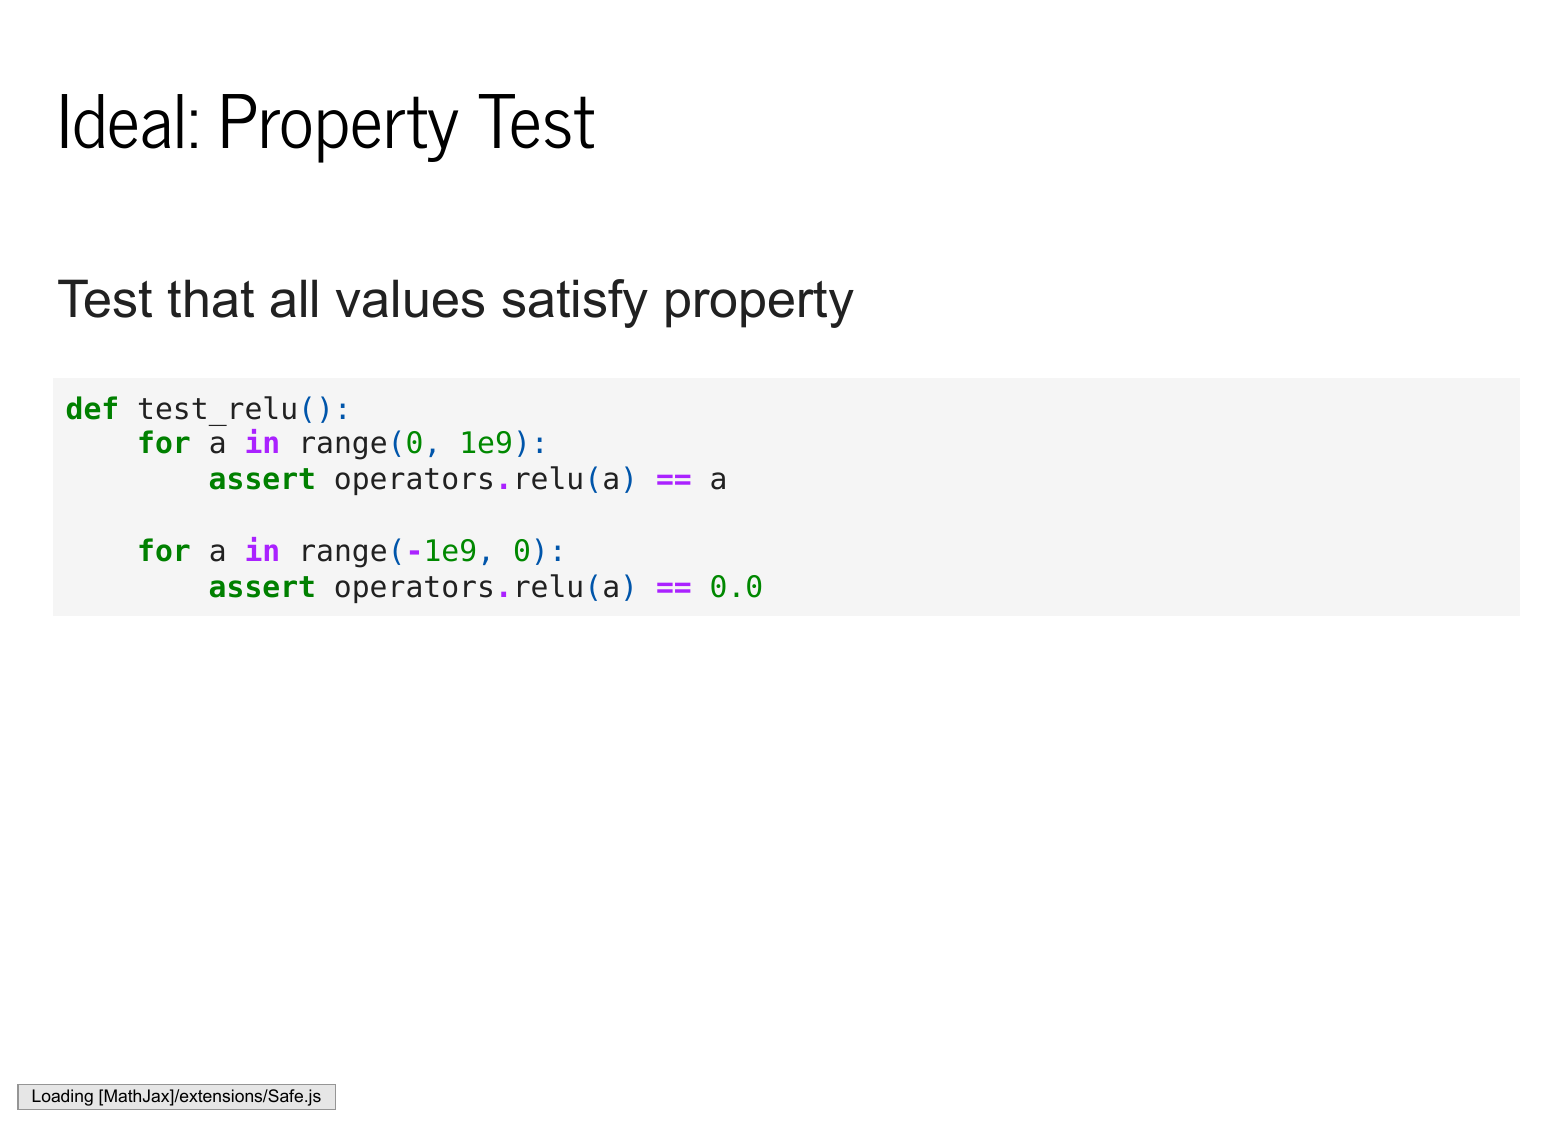 Ideal: Property Test
Test that all values satisfy property
def test_relu():
    for a in range(0, 1e9):
        assert operators.relu(a) == a
    for a in range(-1e9, 0):
        assert operators.relu(a) == 0.0
Loading [MathJax]/extensions/Safe.js